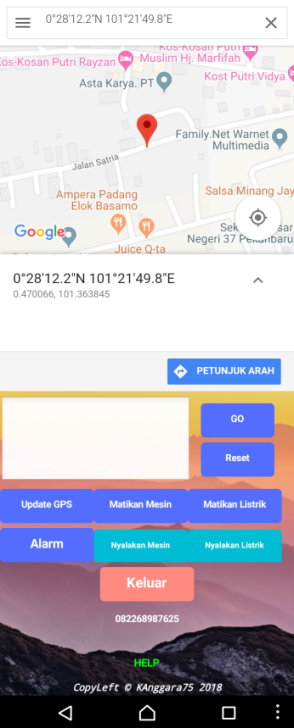 0°28'12.2"N 101°21'49.8"E
Kos-Kosan Putri
Kos-Kosan Putri Rayzan
Muslim Hj. Marfifah
Asta Karya. PT
Kost Putri Vidya
Family.Net Warnet
Multimedia
Jalan Satria
Ampera Padang
Elok Basamo
Salsa Minang Jay
Google
Juice Q-ta
Negeri 37 Pekanbaru
0°28'12.2"N 101°21'49.8"E
0.470066, 101.363845
PETUNJUK ARAH
GO
Reset
Update GPS
Matikan Mesin
Matikan Listrik
Alarm
Nyalakan Mesin
Nyalakan Listrik
Keluar
082268987625
HELP
CopyLeft © KAnggara75 2018